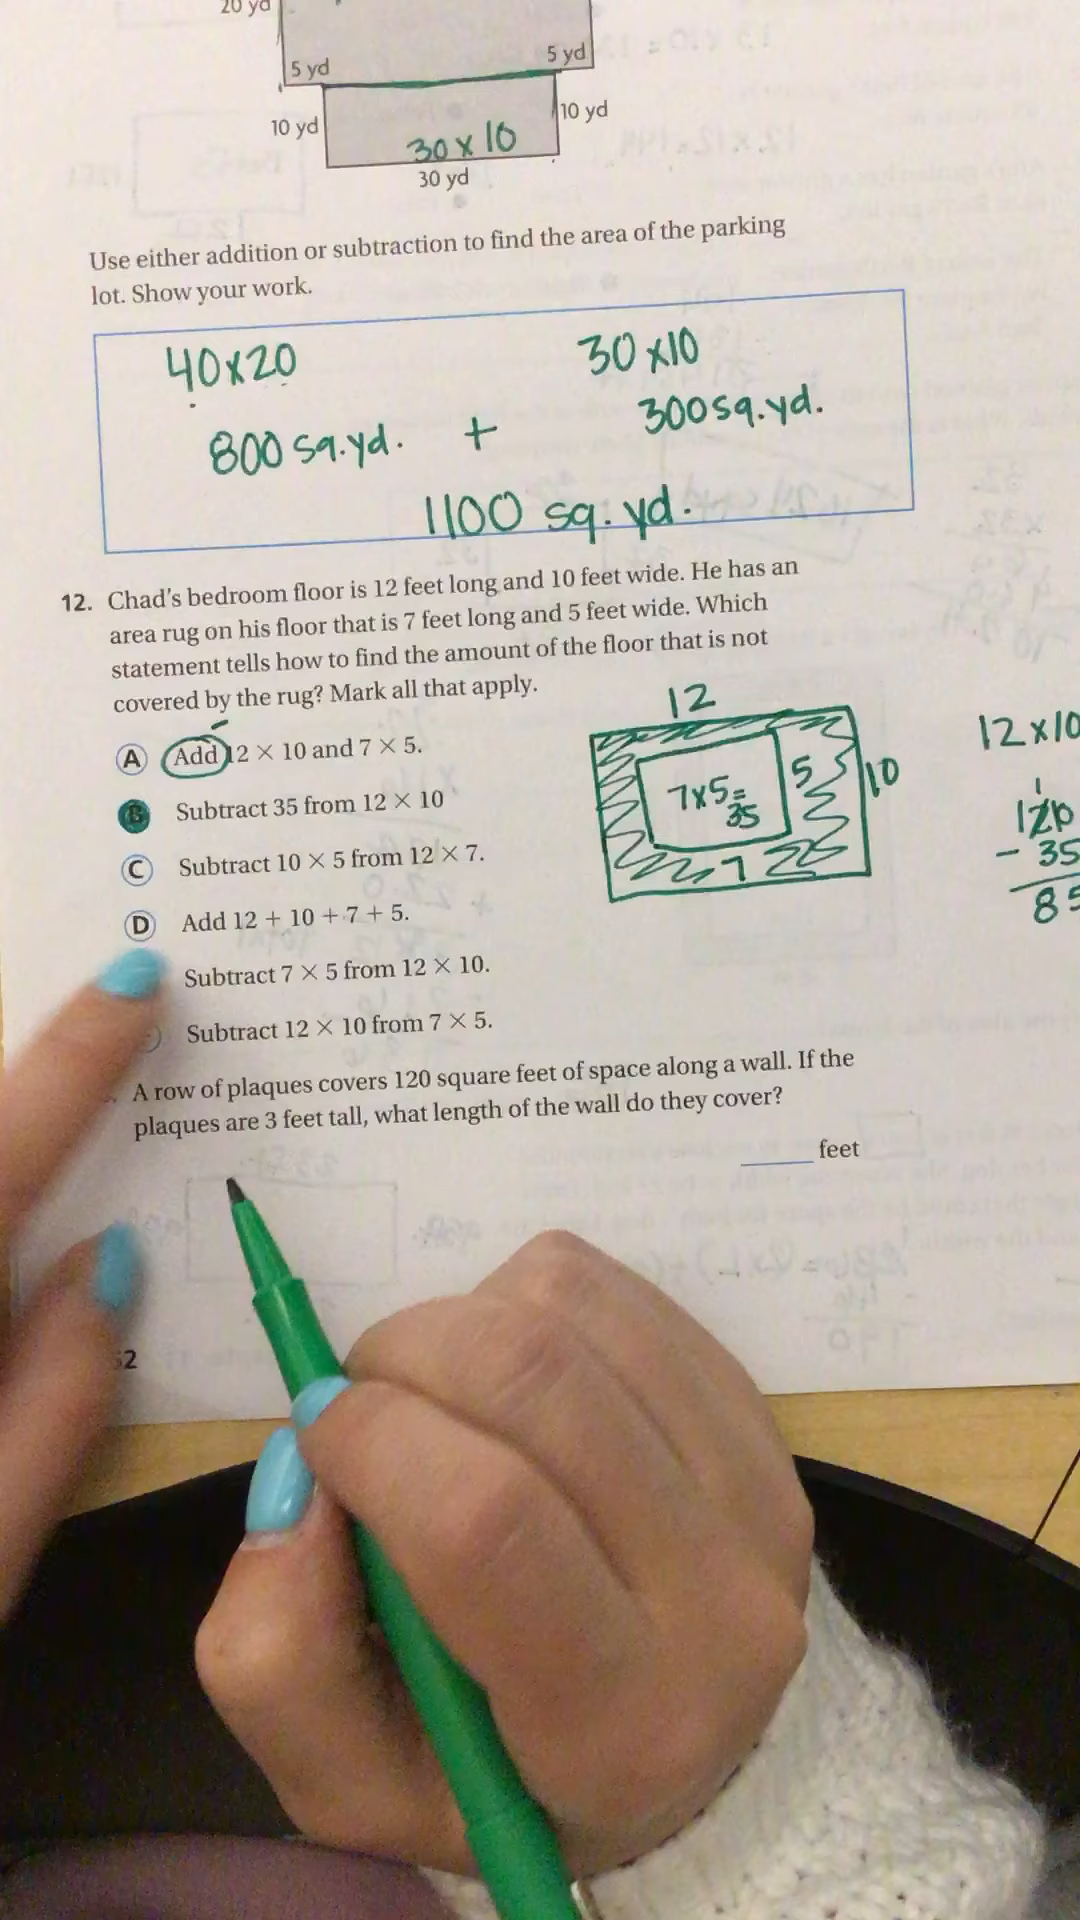 20 yd
5 yd 5 yd
10 yd 10 yd
30 x 10
30 yd
Use either addition or subtraction to find the area of the parking
lot. Show your work.
40x20 30 x10
800 sq.yd. + 300 sq.yd.
1100 sq. yd.
12. Chad's bedroom floor is 12 feet long and 10 feet wide. He has an
area rug on his floor that is 7 feet long and 5 feet wide. Which
statement tells how to find the amount of the floor that is not
covered by the rug? Mark all that apply.
A Add 12 × 10 and 7 × 5.
B Subtract 35 from 12 × 10
C Subtract 10 × 5 from 12 × 7.
D Add 12 + 10 + 7 + 5.
Subtract 7 × 5 from 12 × 10.
Subtract 12 × 10 from 7 × 5.
12
7x5=
35
5
10
7
12 x10
1
120
- 35
85
A row of plaques covers 120 square feet of space along a wall. If the
plaques are 3 feet tall, what length of the wall do they cover?
feet